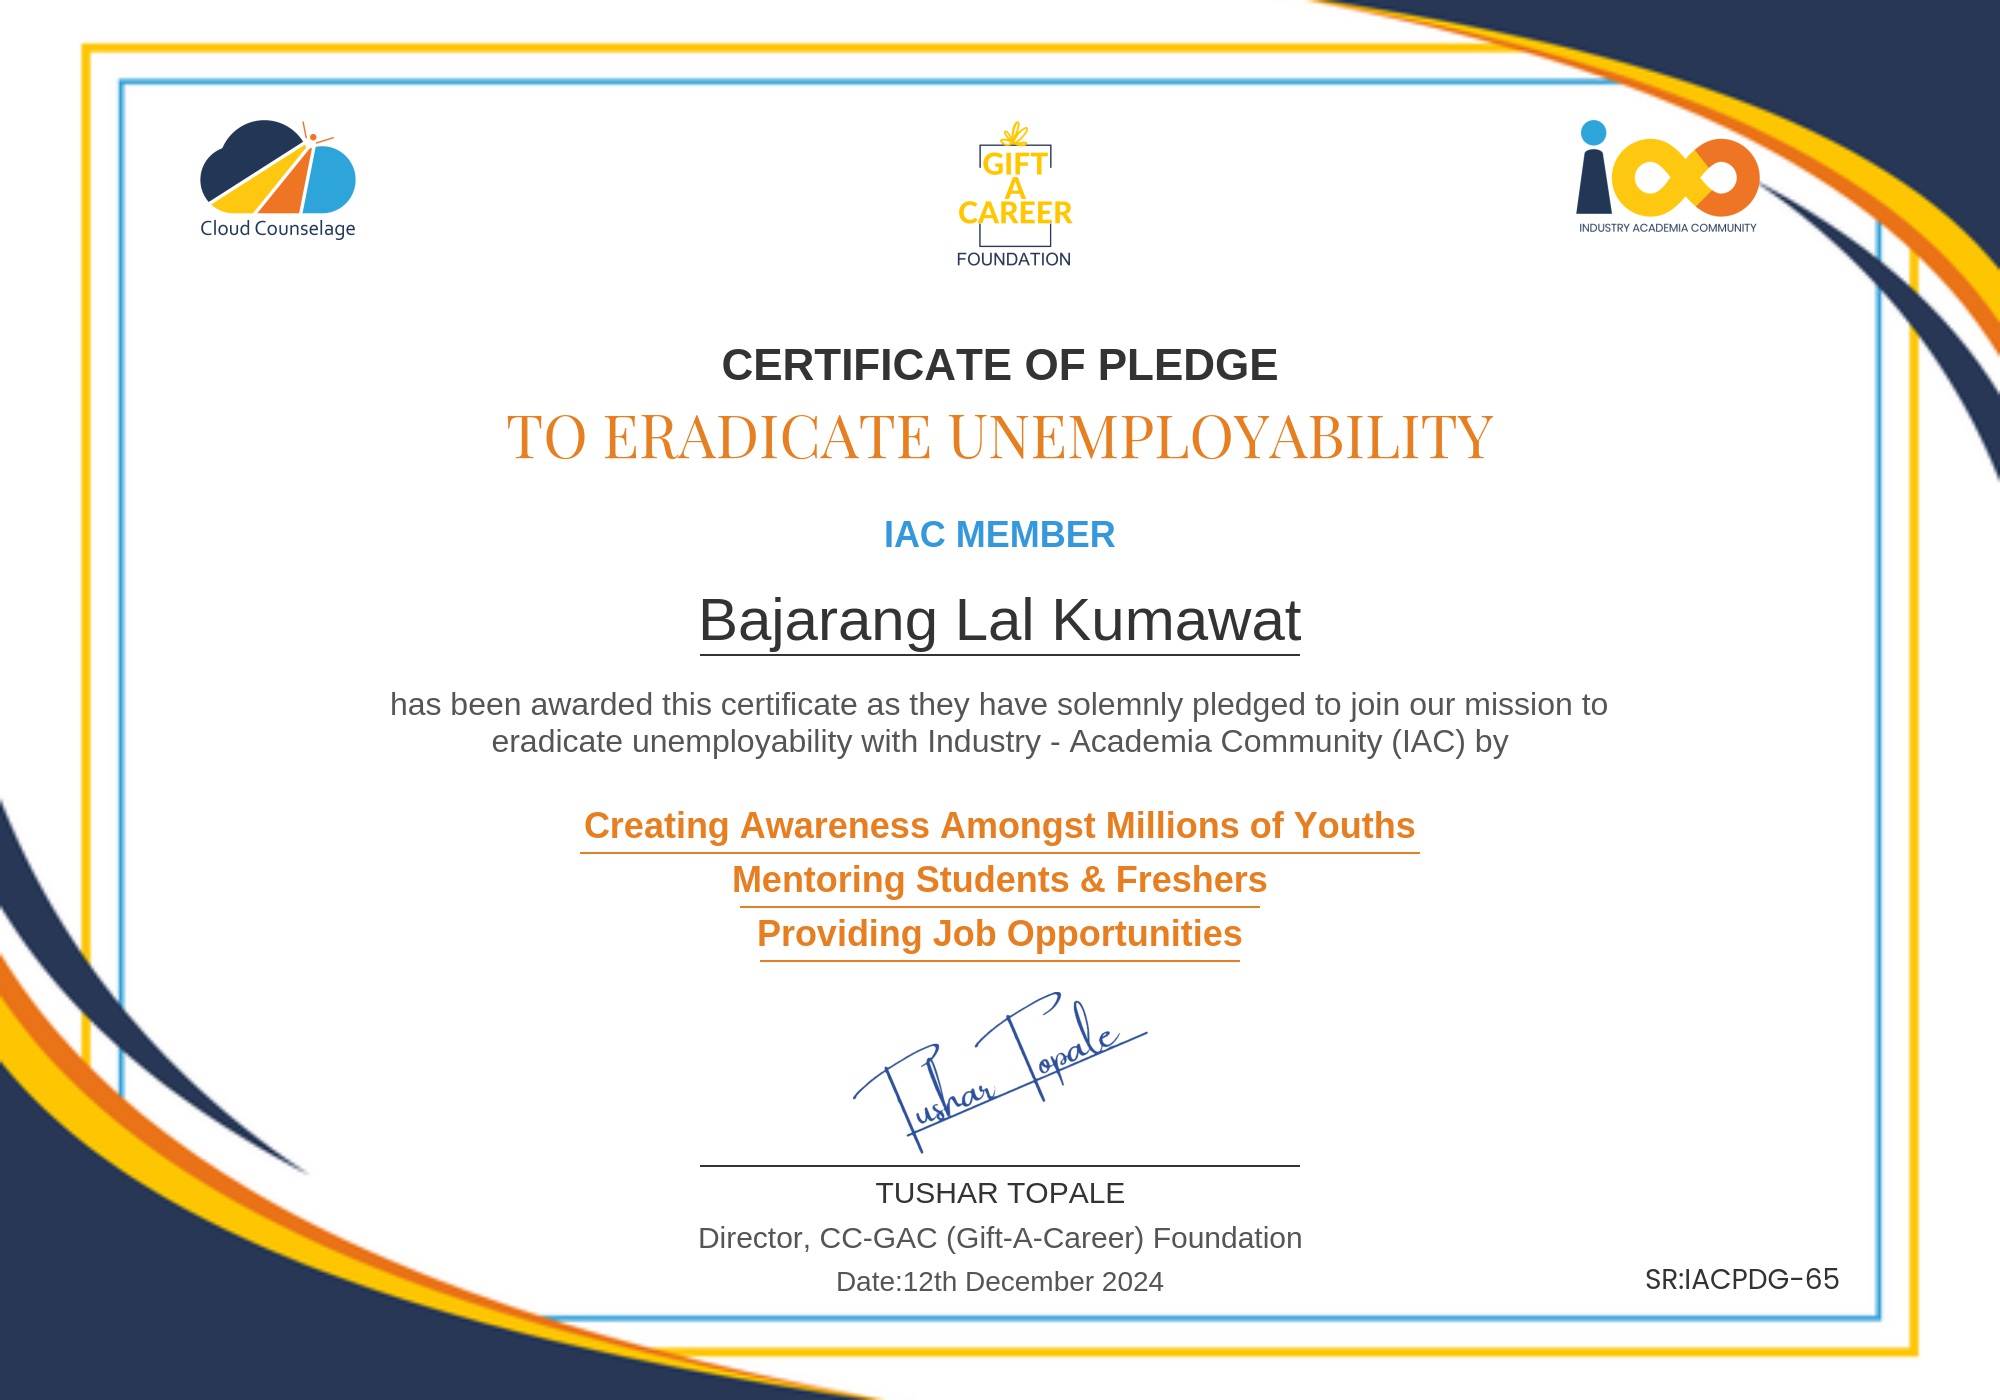 Cloud Counselage
GIFT
A
CAREER
FOUNDATION
INDUSTRY ACADEMIA COMMUNITY
CERTIFICATE OF PLEDGE
TO ERADICATE UNEMPLOYABILITY
IAC MEMBER
Bajarang Lal Kumawat
has been awarded this certificate as they have solemnly pledged to join our mission to
eradicate unemployability with Industry - Academia Community (IAC) by
Creating Awareness Amongst Millions of Youths
Mentoring Students & Freshers
Providing Job Opportunities
Tushar Topale
TUSHAR TOPALE
Director, CC-GAC (Gift-A-Career) Foundation
Date:12th December 2024
SR:IACPDG-65